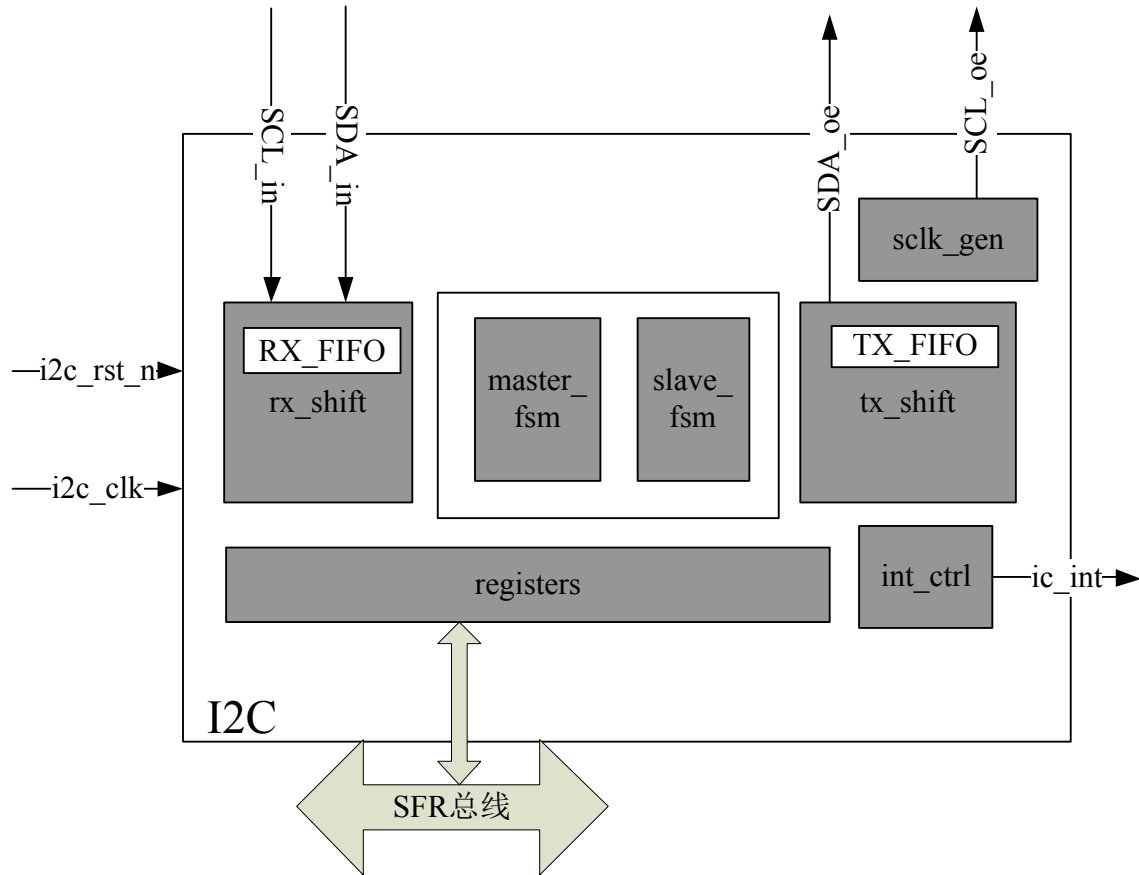 SCL_in
SDA_in
SDA_oe
SCL_oe
sclk_gen
i2c_rst_n
i2c_clk
RX_FIFO
rx_shift
master_
fsm
slave_
fsm
TX_FIFO
tx_shift
registers
int_ctrl
ic_int
I2C
SFR总线